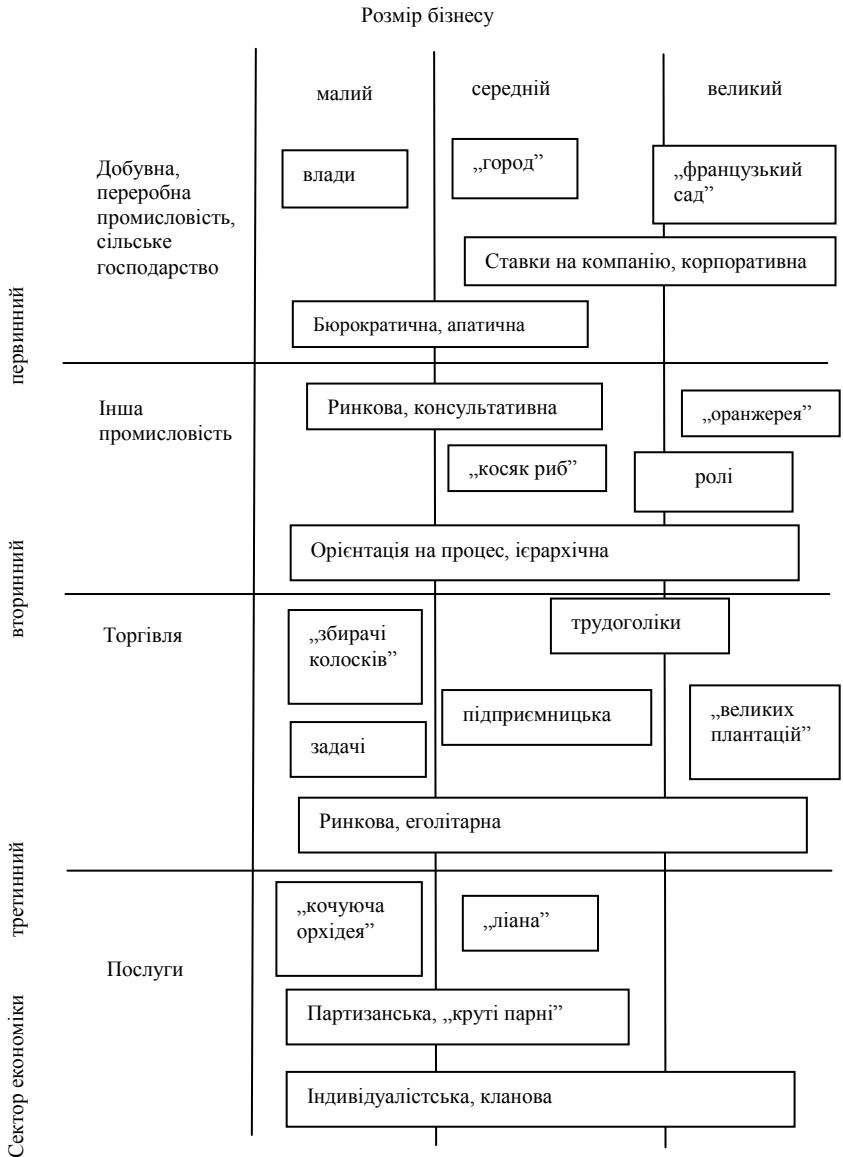 Розмір бізнесу
малий
середній
великий
Добувна,
переробна
промисловість,
сільське
господарство
влади
„город”
„французький
сад”
Ставки на компанію, корпоративна
Бюрократична, апатична
первинний
Інша
промисловість
Ринкова, консультативна
„оранжерея”
„косяк риб”
ролі
Орієнтація на процес, ієрархічна
вторинний
Торгівля
„збирачі
колосків”
трудоголіки
підприємницька
„великих
плантацій”
задачі
Ринкова, еголітарна
третинний
Послуги
„кочуюча
орхідея”
„ліана”
Партизанська, „круті парні”
Індивідуалістська, кланова
Сектор економіки